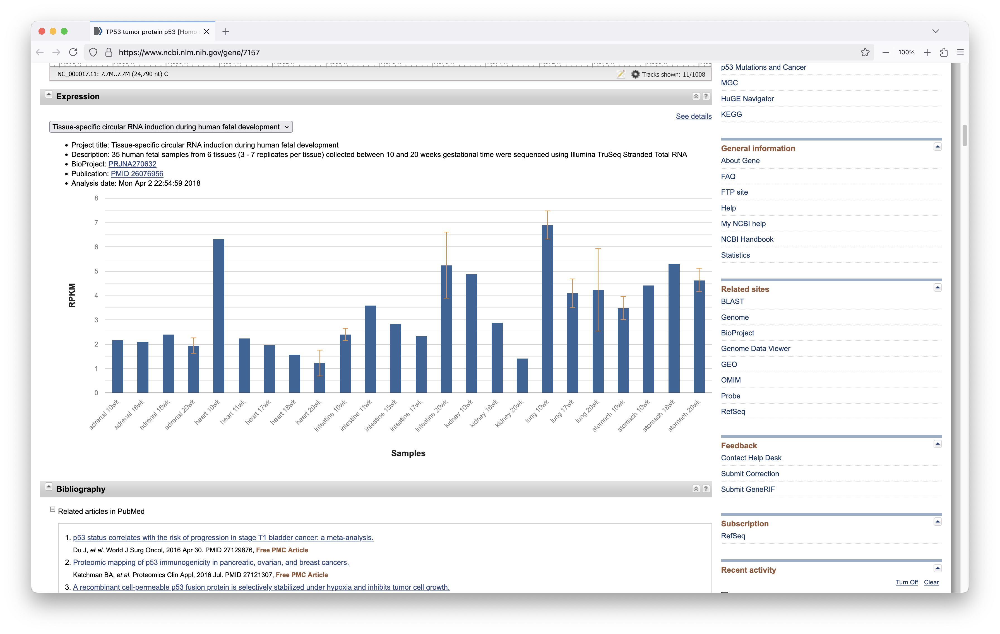 TP53 tumor protein p53 [Homo
https://www.ncbi.nlm.nih.gov/gene/7157
100%
NC_000017.11: 7.7M..7.7M (24,790 nt) C
Tracks shown: 11/1008
Expression
?
See details
Tissue-specific circular RNA induction during human fetal development
• Project title: Tissue-specific circular RNA induction during human fetal development
• Description: 35 human fetal samples from 6 tissues (3 - 7 replicates per tissue) collected between 10 and 20 weeks gestational time were sequenced using Illumina TruSeq Stranded Total RNA
• BioProject: PRJNA270632
• Publication: PMID 26076956
• Analysis date: Mon Apr 2 22:54:59 2018
8
7
6
5
4
3
2
1
0
RPKM
adrenal 10wk
adrenal 16wk
adrenal 18wk
adrenal 20wk
heart 10wk
heart 11wk
heart 17wk
heart 18wk
heart 20wk
intestine 10wk
intestine 11wk
intestine 15wk
intestine 17wk
intestine 20wk
kidney 10wk
kidney 16wk
kidney 20wk
lung 10wk
lung 17wk
lung 20wk
stomach 10wk
stomach 16wk
stomach 18wk
stomach 20wk
Samples
Bibliography
?
Related articles in PubMed
1. p53 status correlates with the risk of progression in stage T1 bladder cancer: a meta-analysis.
Du J, et al. World J Surg Oncol, 2016 Apr 30. PMID 27129876, Free PMC Article
2. Proteomic mapping of p53 immunogenicity in pancreatic, ovarian, and breast cancers.
Katchman BA, et al. Proteomics Clin Appl, 2016 Jul. PMID 27121307, Free PMC Article
3. A recombinant cell-permeable p53 fusion protein is selectively stabilized under hypoxia and inhibits tumor cell growth.
p53 Mutations and Cancer
MGC
HuGE Navigator
KEGG
General information
About Gene
FAQ
FTP site
Help
My NCBI help
NCBI Handbook
Statistics
Related sites
BLAST
Genome
BioProject
Genome Data Viewer
GEO
OMIM
Probe
RefSeq
Feedback
Contact Help Desk
Submit Correction
Submit GeneRIF
Subscription
RefSeq
Recent activity
Turn Off Clear